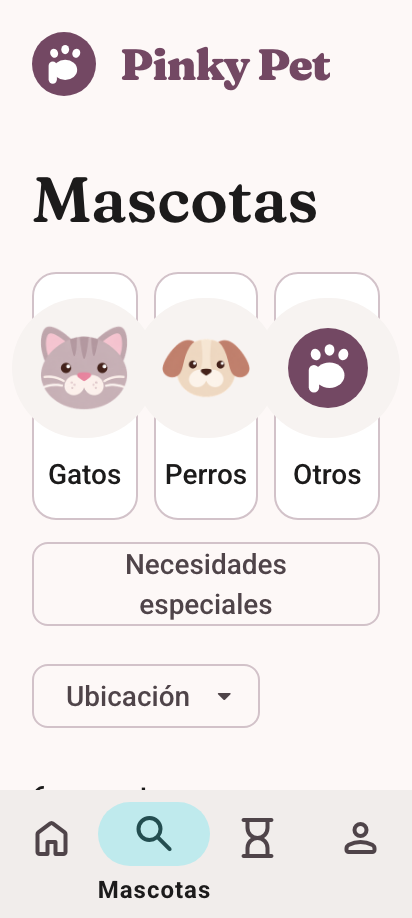 Pinky Pet
Mascotas
Gatos
Perros
Otros
Necesidades
especiales
Ubicación
Mascotas